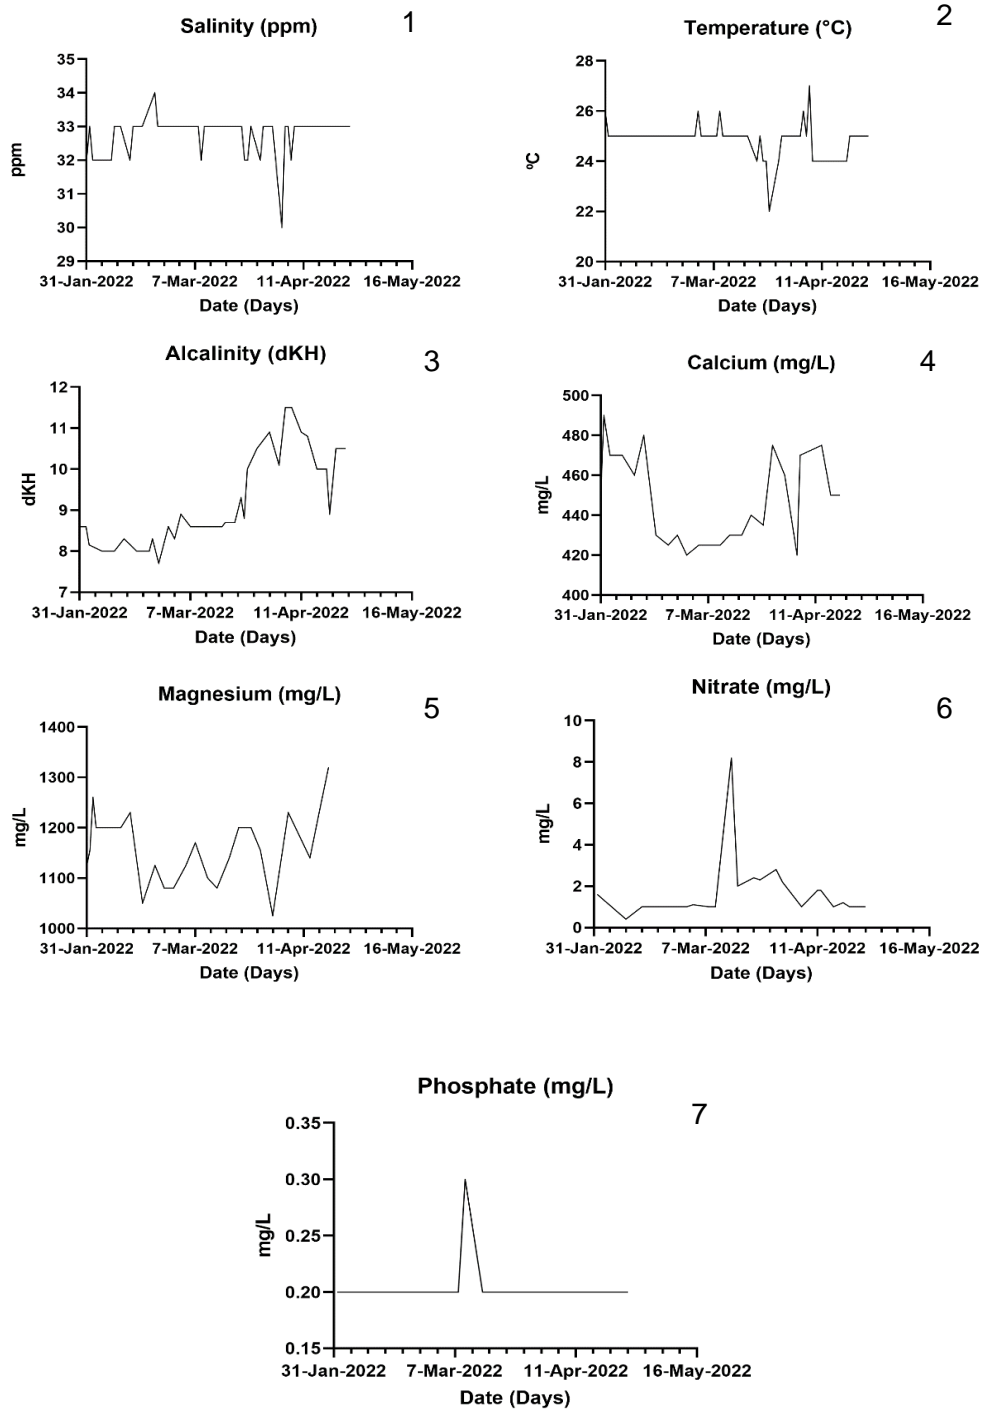 Salinity (ppm)
1
35
34
33
32
31
30
29
ppm
31-Jan-2022 7-Mar-2022 11-Apr-2022 16-May-2022
Date (Days)
Temperature (°C)
2
28
26
24
22
20
ºC
31-Jan-2022 7-Mar-2022 11-Apr-2022 16-May-2022
Date (Days)
Alcalinity (dKH)
3
12
11
10
9
8
7
dKH
31-Jan-2022 7-Mar-2022 11-Apr-2022 16-May-2022
Date (Days)
Calcium (mg/L)
4
500
480
460
440
420
400
mg/L
31-Jan-2022 7-Mar-2022 11-Apr-2022 16-May-2022
Date (Days)
Magnesium (mg/L)
5
1400
1300
1200
1100
1000
mg/L
31-Jan-2022 7-Mar-2022 11-Apr-2022 16-May-2022
Date (Days)
Nitrate (mg/L)
6
10
8
6
4
2
0
mg/L
31-Jan-2022 7-Mar-2022 11-Apr-2022 16-May-2022
Date (Days)
Phosphate (mg/L)
7
0.35
0.30
0.25
0.20
0.15
mg/L
31-Jan-2022 7-Mar-2022 11-Apr-2022 16-May-2022
Date (Days)